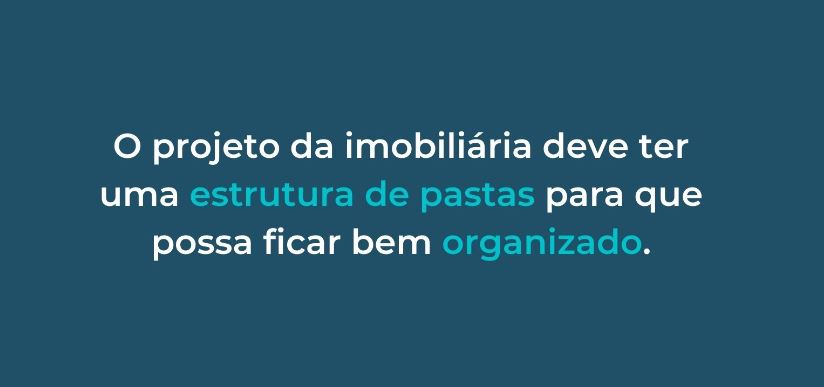 O projeto da imobiliária deve ter
uma estrutura de pastas para que
possa ficar bem organizado.